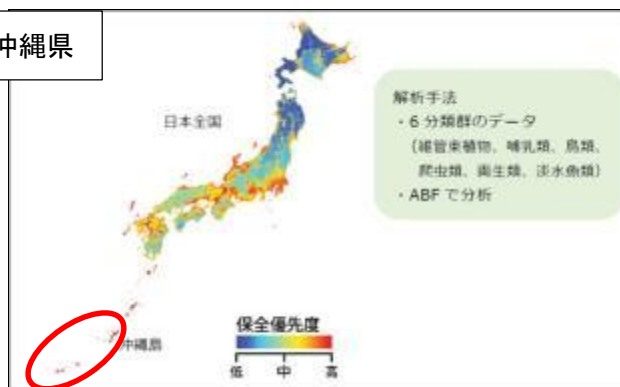 沖縄県
日本全国
解析手法
・6分類群のデータ
(維管束植物、哺乳類、鳥類、
爬虫類、両生類、淡水魚類)
・ABFで分析
沖縄島
保全優先度
低 中 高